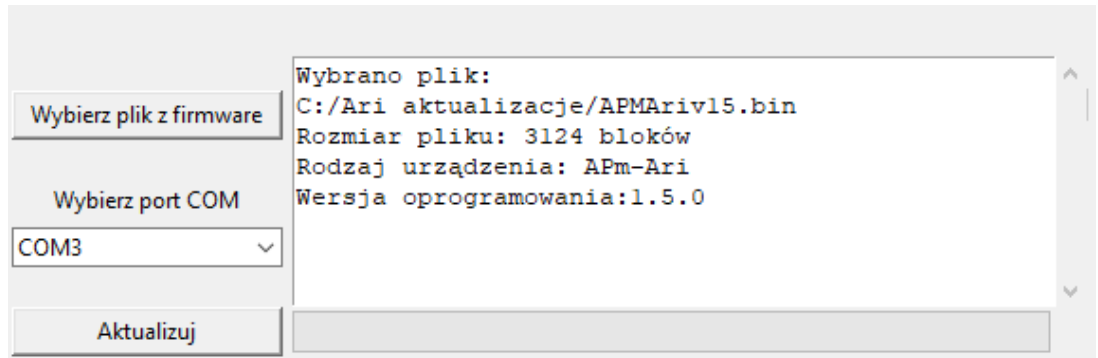 Wybierz plik z firmware
Wybierz port COM
COM3
Aktualizuj
Wybrano plik:
C:/Ari aktualizacje/APMAriv15.bin
Rozmiar pliku: 3124 bloków
Rodzaj urządzenia: APm-Ari
Wersja oprogramowania:1.5.0